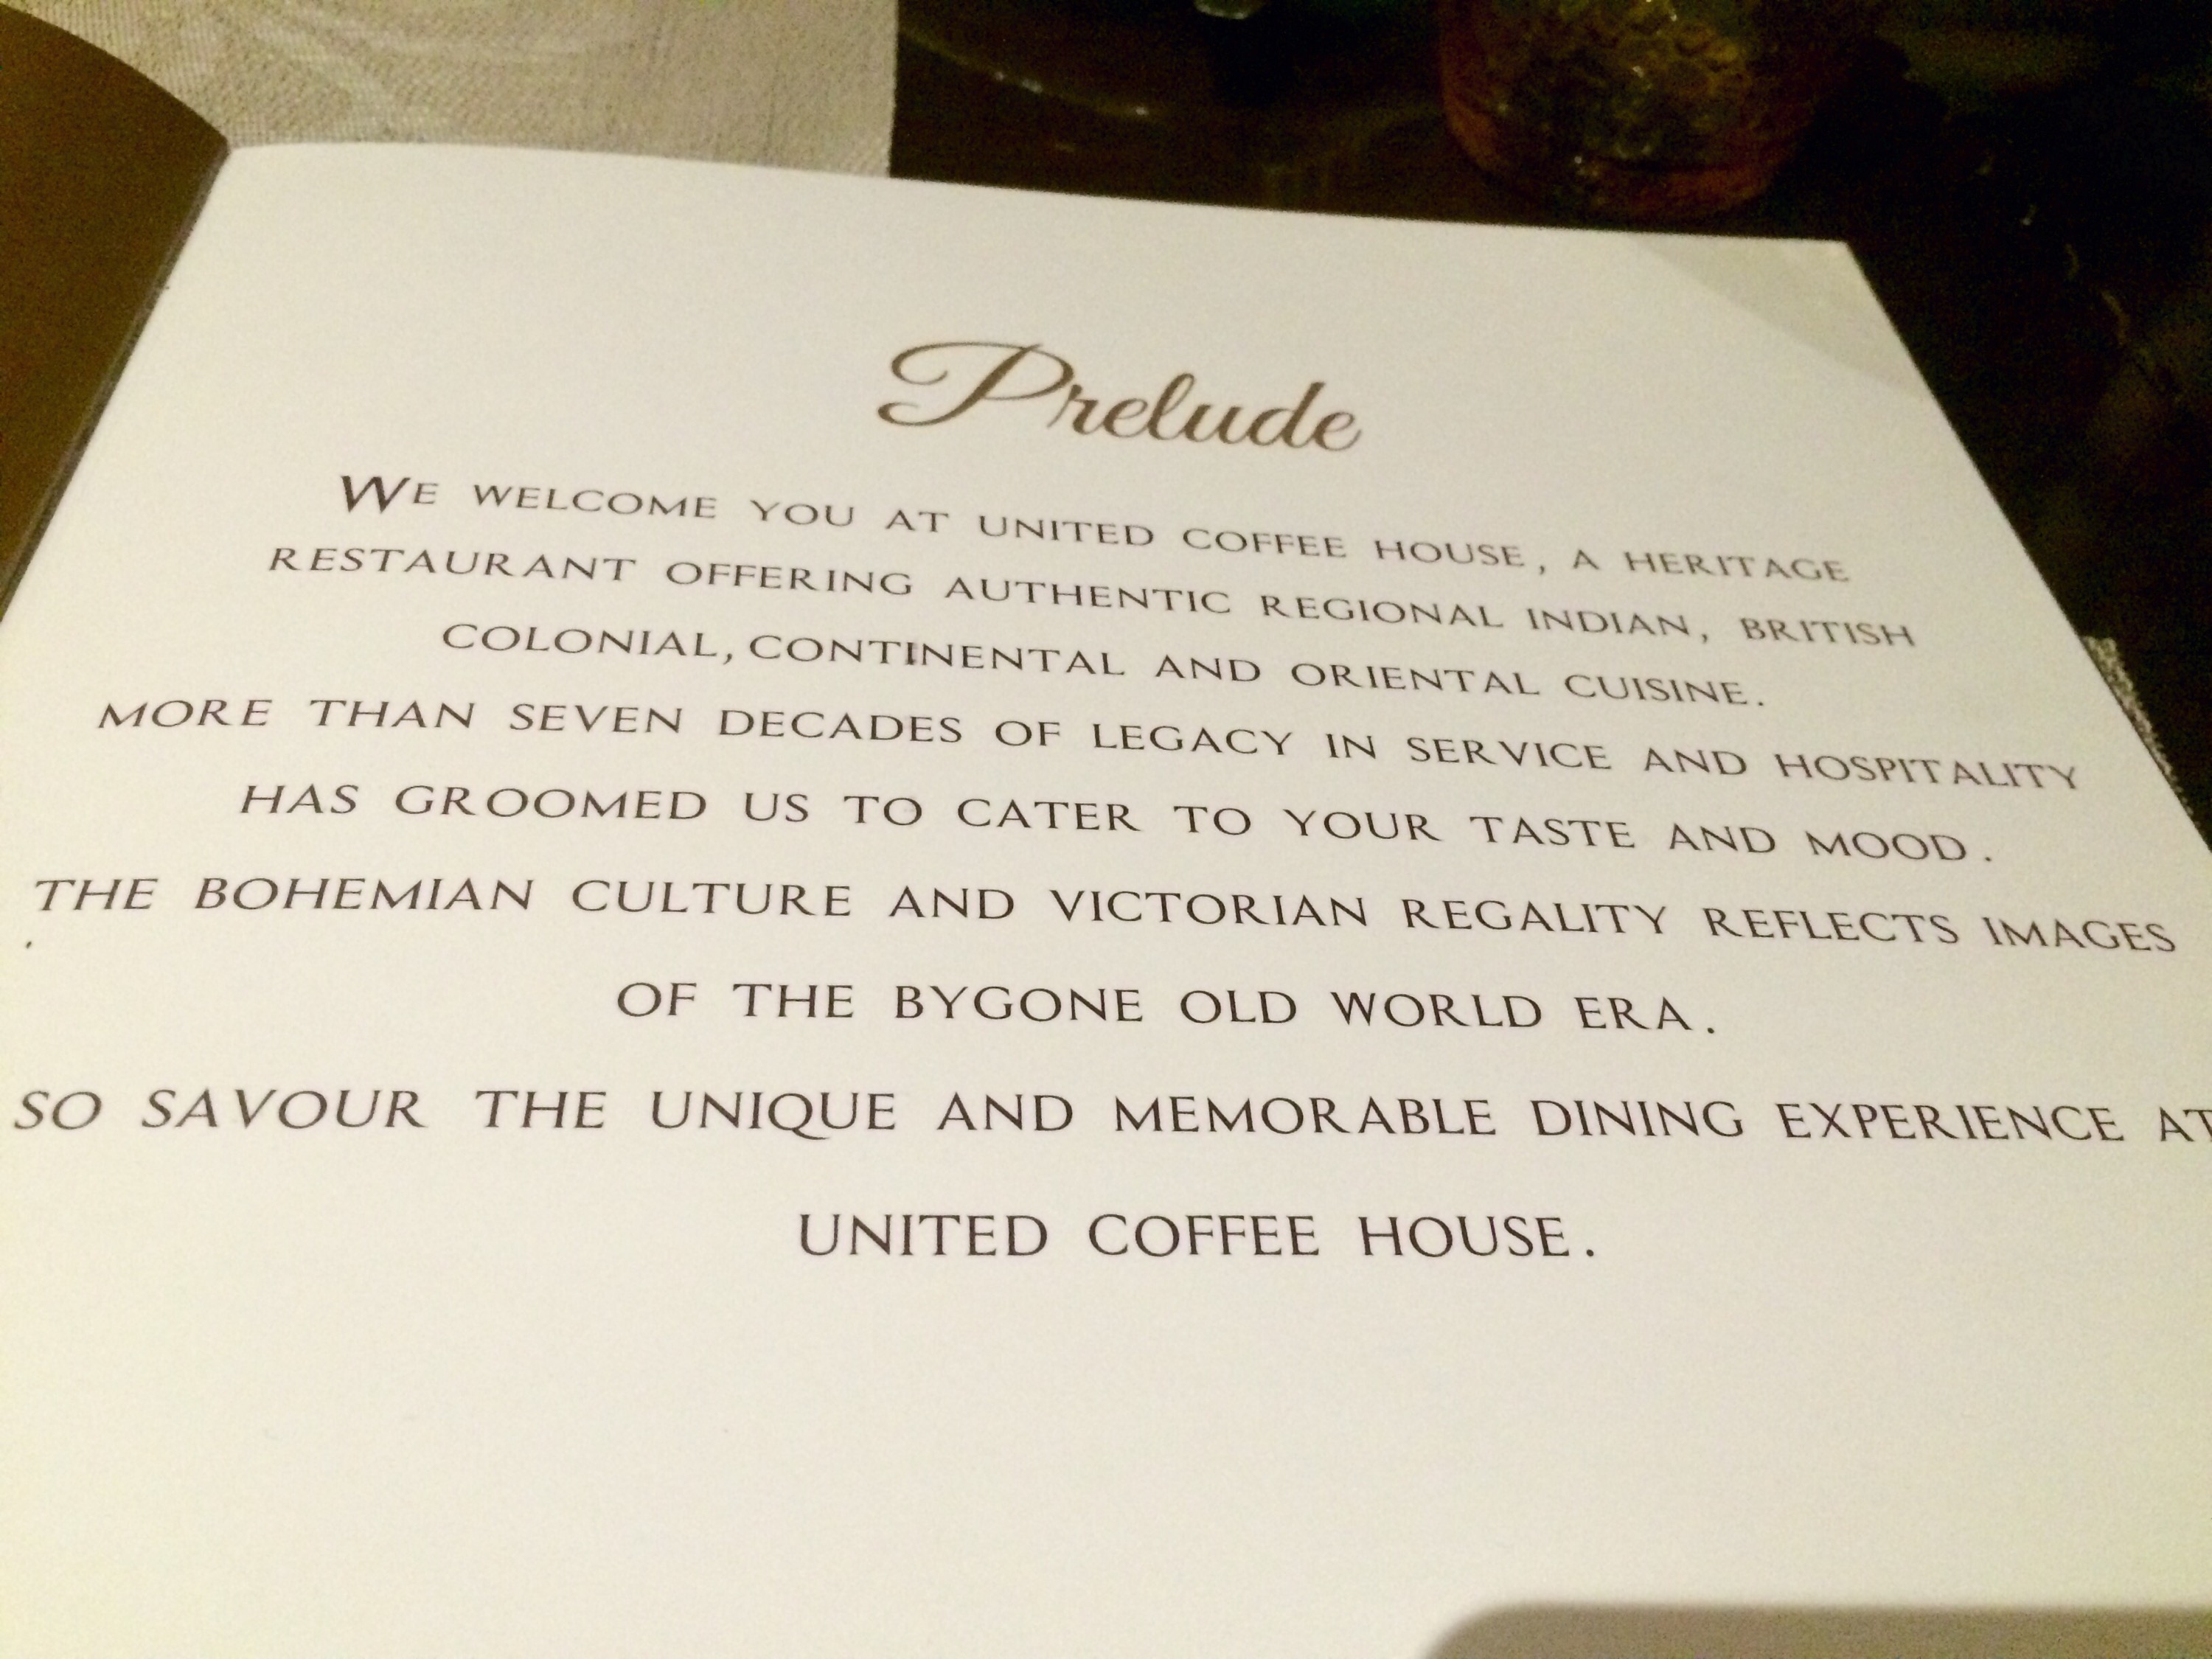 Prelude
WE WELCOME YOU AT UNITED COFFEE HOUSE, A HERITAGE
RESTAURANT OFFERING AUTHENTIC REGIONAL INDIAN, BRITISH
COLONIAL, CONTINENTAL AND ORIENTAL CUISINE.
MORE THAN SEVEN DECADES OF LEGACY IN SERVICE AND HOSPITALITY
HAS GROOMED US TO CATER TO YOUR TASTE AND MOOD.
THE BOHEMIAN CULTURE AND VICTORIAN REGALITY REFLECTS IMAGES
OF THE BYGONE OLD WORLD ERA.
SO SAVOUR THE UNIQUE AND MEMORABLE DINING EXPERIENCE AT
UNITED COFFEE HOUSE.